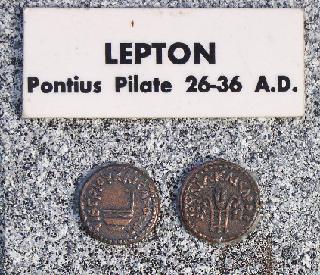 LEPTON
Pontius Pilate 26-36 A.D.